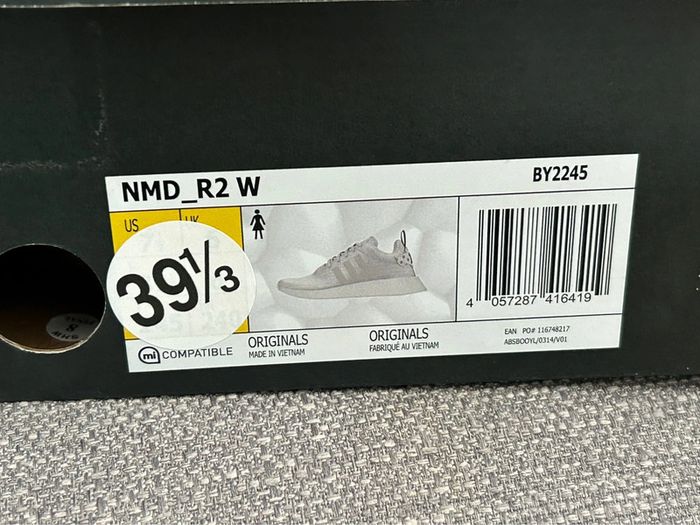 NMD_R2 W
BY2245
US
UK
39 1/3
mi COMPATIBLE
ORIGINALS
MADE IN VIETNAM
ORIGINALS
FABRIQUÉ AU VIETNAM
4 057287 416419
EAN PO# 116748217
ABSBOOYL/0314/V01